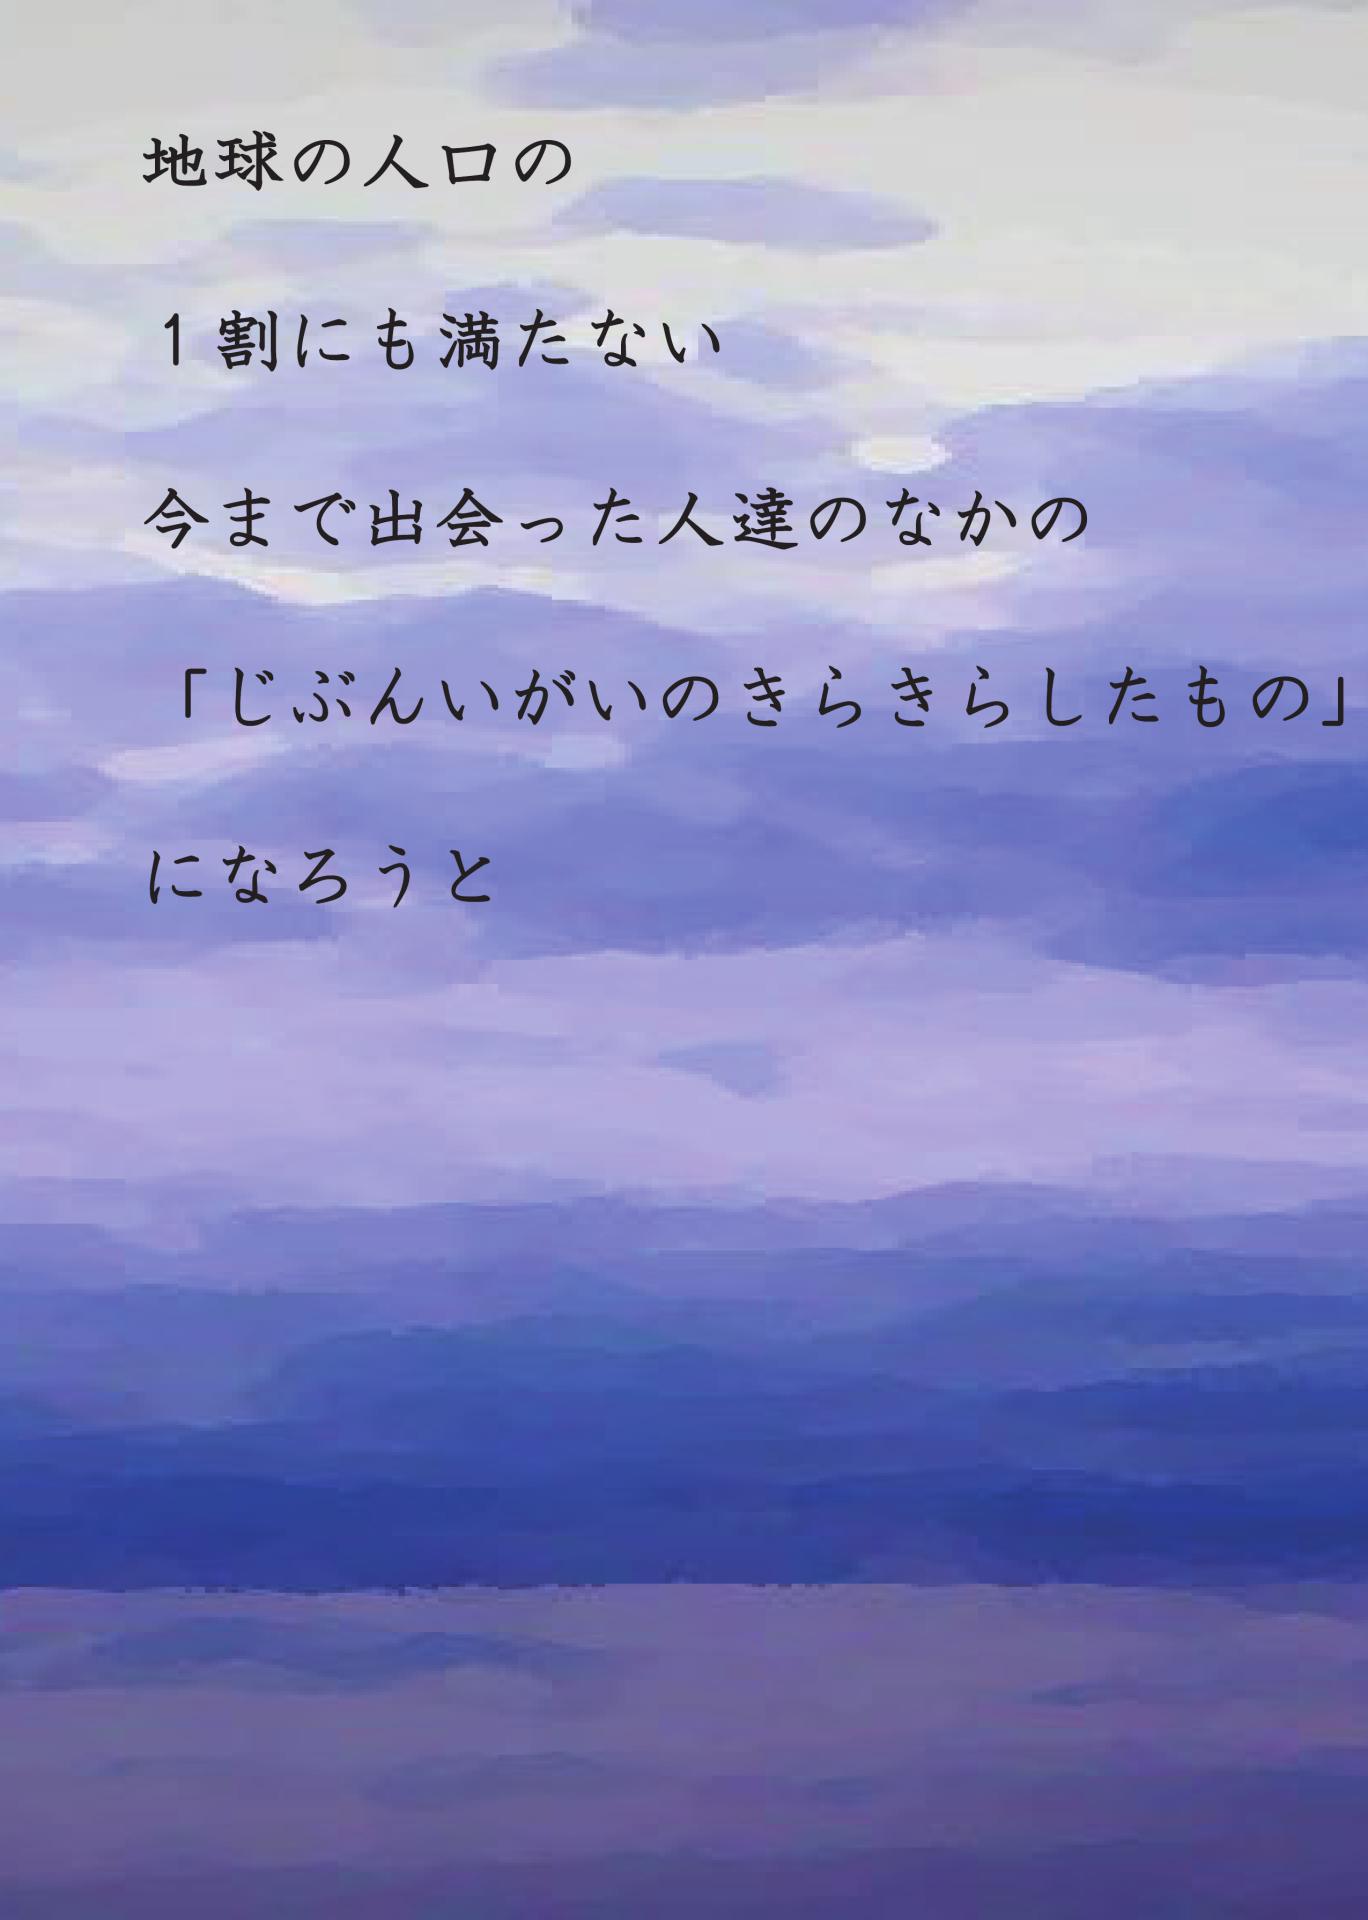 地球の人口の
1割にも満たない
今まで出会った人達のなかの
「じぶんいがいのきらきらしたもの」
になろうと